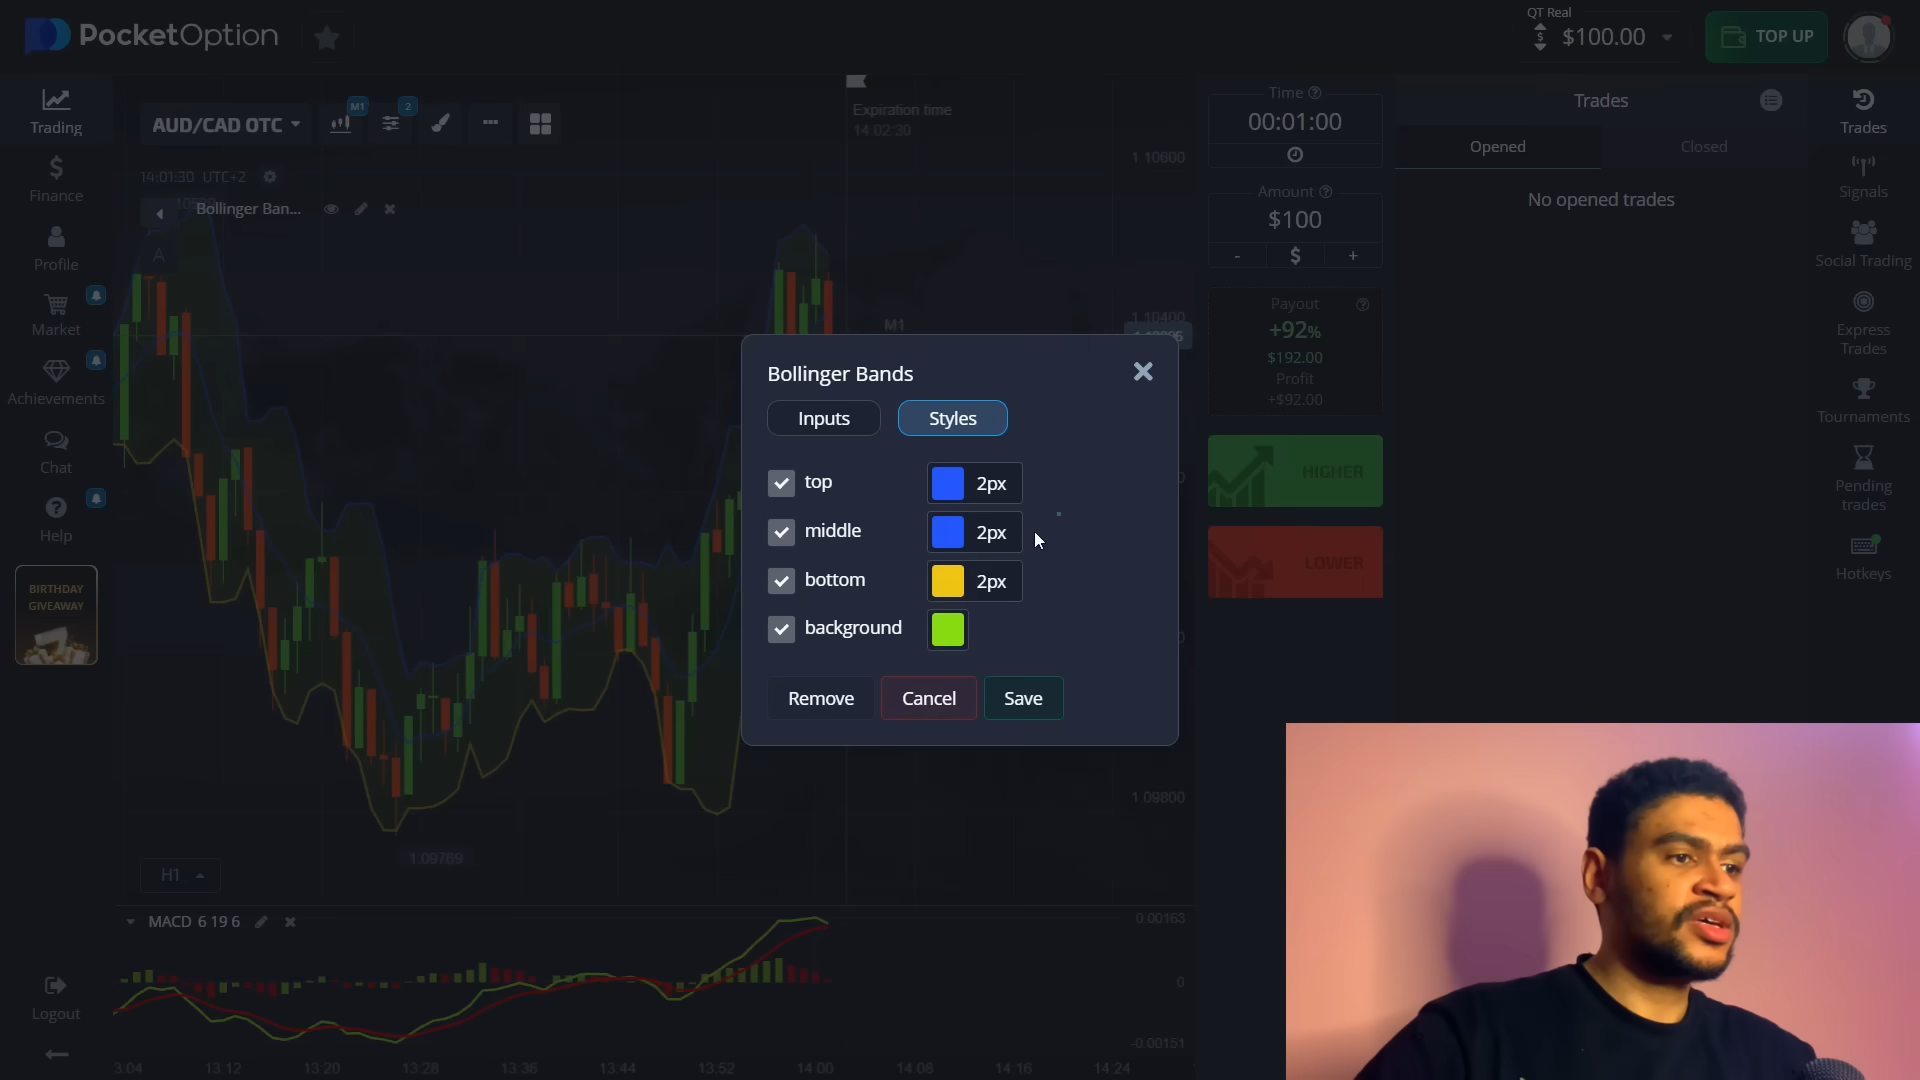 PocketOption
QT Real
$100.00
TOP UP
Trading
Finance
Profile
Market
Achievements
Chat
Help
BIRTHDAY
GIVEAWAY
Logout
AUD/CAD OTC
M1
2
Expiration time
14:02:30
14:01:30 UTC+2
Bollinger Ban...
A
M1
1.10600
1.10400
1.09800
1.09769
H1
MACD 6 19 6
0.00163
0
-0.00151
3:04
13:12
13:20
13:28
13:36
13:44
13:52
14:00
14:08
14:16
14:24
Bollinger Bands
Inputs
Styles
top
2px
middle
2px
bottom
2px
background
Remove
Cancel
Save
Time
00:01:00
Amount
$100
-
$
+
Payout
+92%
$192.00
Profit
+$92.00
HIGHER
LOWER
Trades
Opened
Closed
No opened trades
Trades
Signals
Social Trading
Express
Trades
Tournaments
Pending
trades
Hotkeys